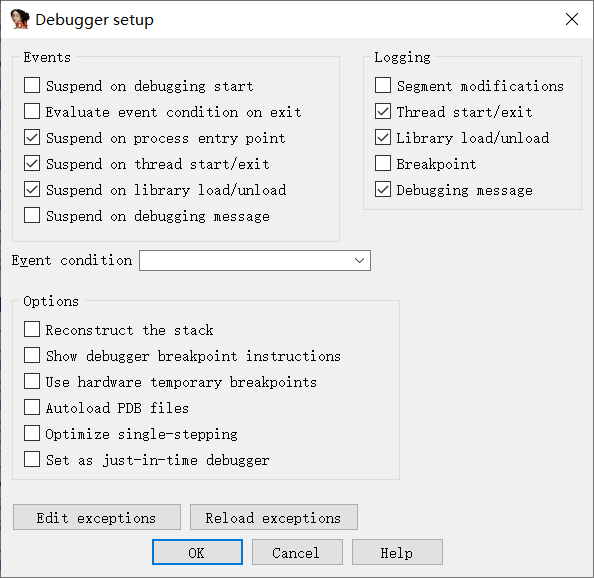 Debugger setup
Events
Suspend on debugging start
Evaluate event condition on exit
Suspend on process entry point
Suspend on thread start/exit
Suspend on library load/unload
Suspend on debugging message
Logging
Segment modifications
Thread start/exit
Library load/unload
Breakpoint
Debugging message
Event condition
Options
Reconstruct the stack
Show debugger breakpoint instructions
Use hardware temporary breakpoints
Autoload PDB files
Optimize single-stepping
Set as just-in-time debugger
Edit exceptions Reload exceptions
OK Cancel Help